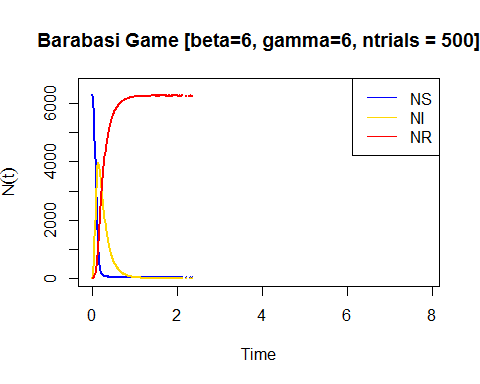 Barabasi Game [beta=6, gamma=6, ntrials = 500]
NS
NI
NR
N(t)
6000
4000
2000
0
0 2 4 6 8
Time